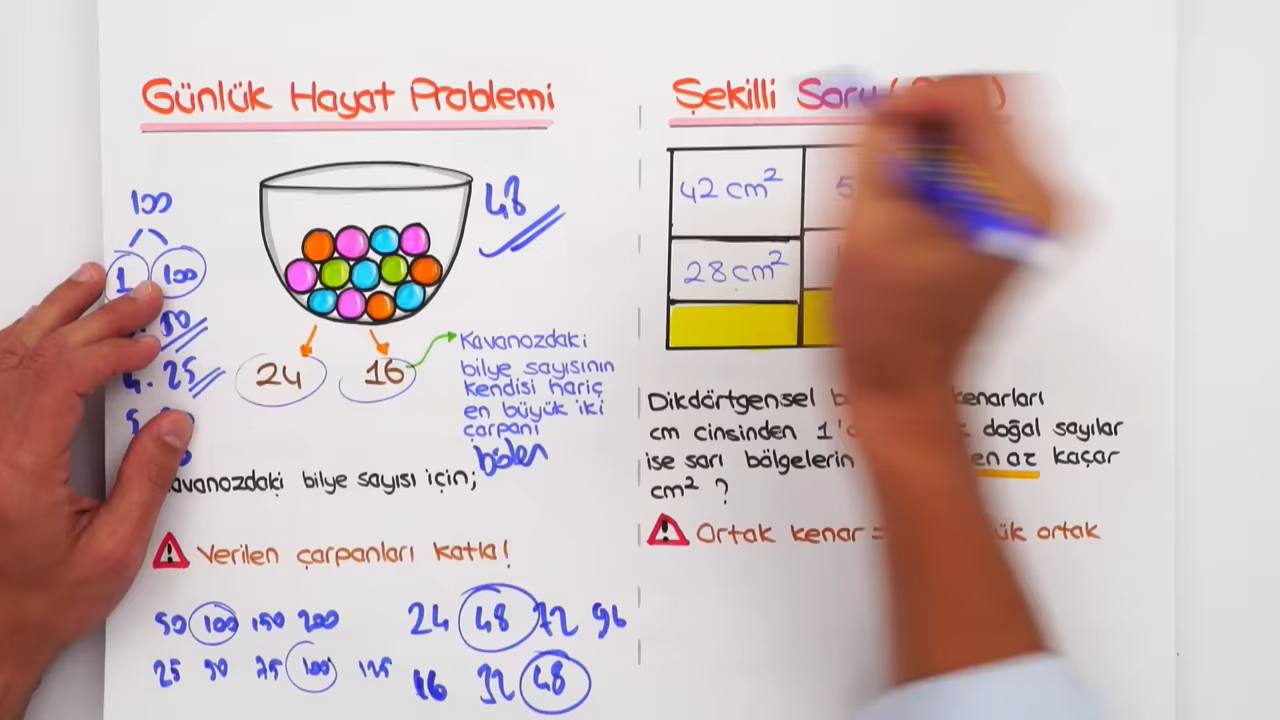 Günlük Hayat Problemi
100
1 100
50
4. 25
5
48
24 16
Kavanozdaki
bilye sayısının
kendisi hariç
en büyük iki
çarpanı
bölen
kavanozdaki bilye sayısı için;
Verilen çarpanları katla!
50 100 150 200
25 50 75 100 125
24 48 72 96
16 32 48
Şekilli Soru
42 cm² 5
28 cm²
Dikdörtgensel kenarları
cm cinsinden doğal sayılar
ise sarı bölgelerin en az kaçar
cm² ?
Ortak kenar = ortak